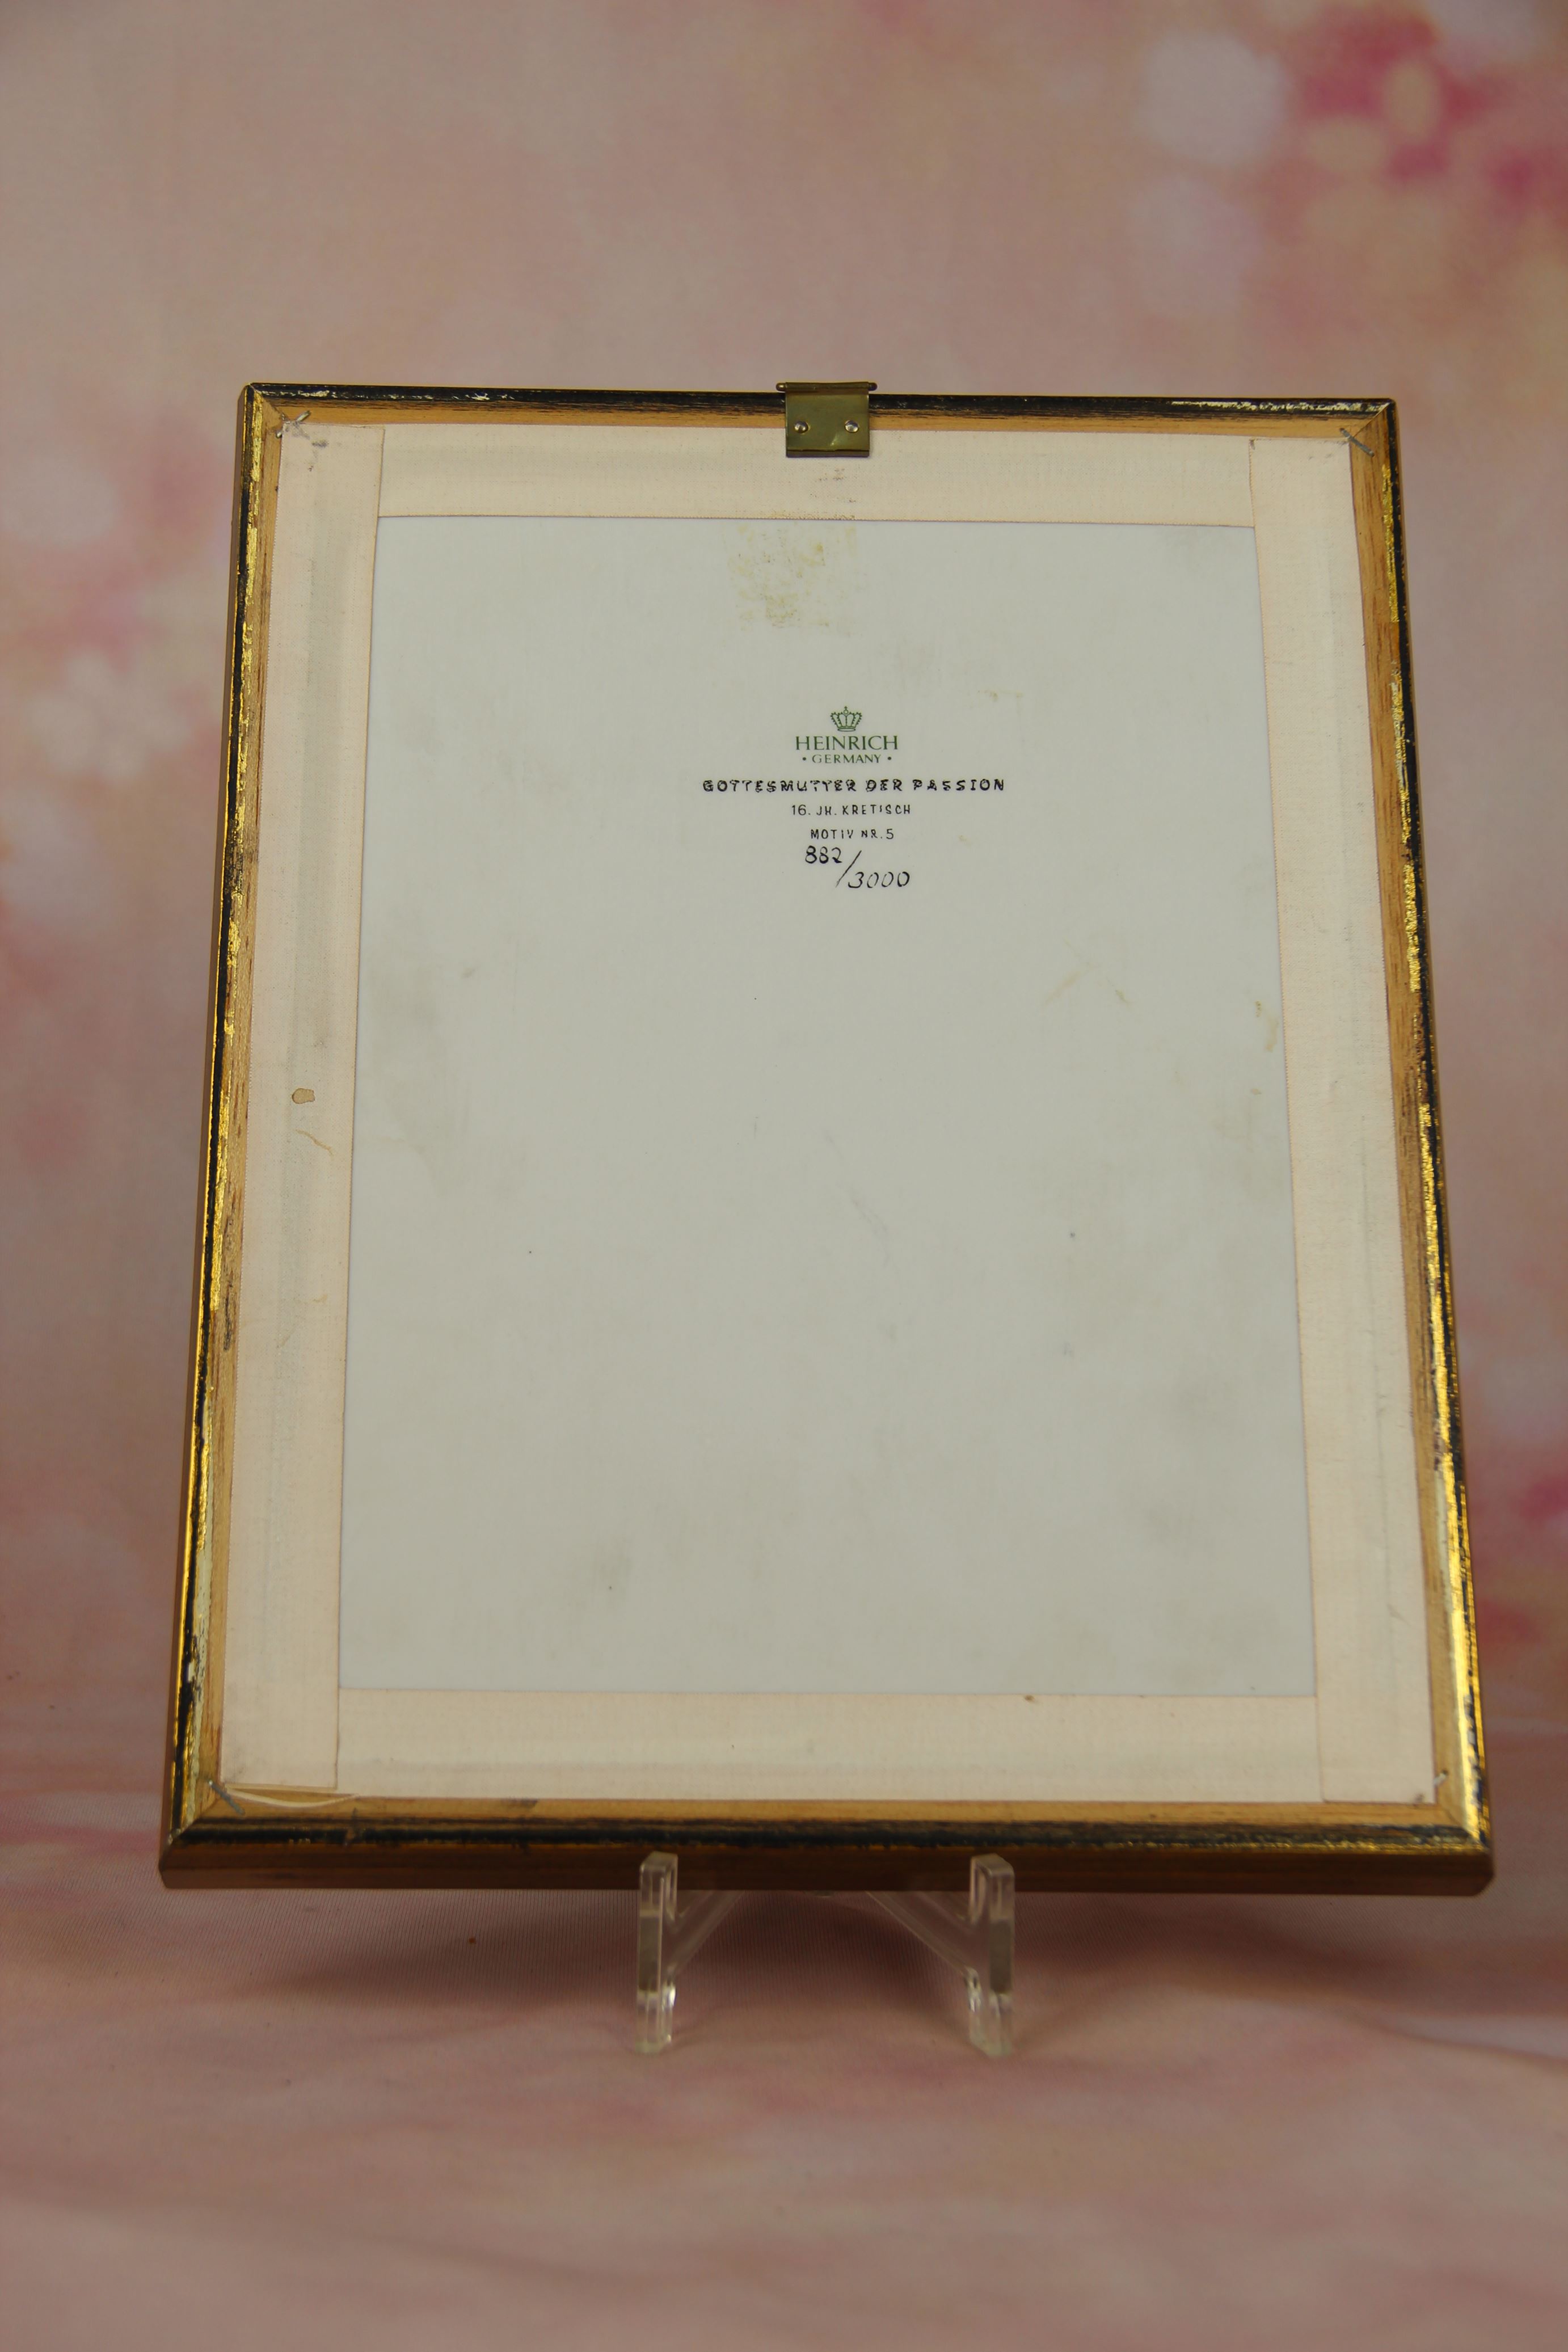 HEINRICH
• GERMANY •
GOTTESMUTTER DER PASSION
16. JH. KRETISCH
MOTIV NR. 5
882/3000